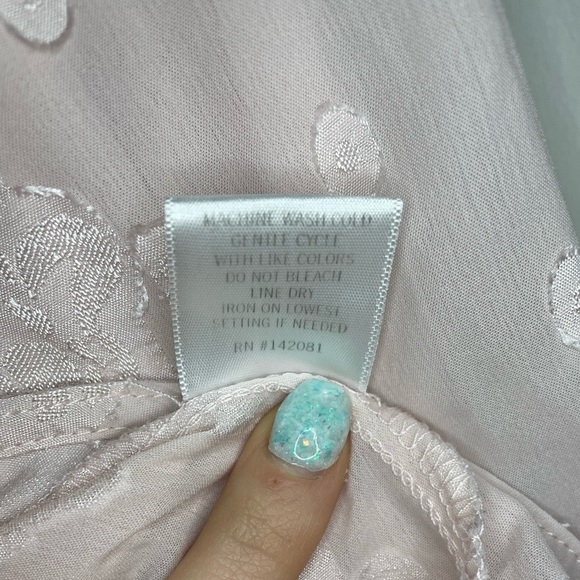 MACHINE WASH COLD
GENTLE CYCLE
WITH LIKE COLORS
DO NOT BLEACH
LINE DRY
IRON ON LOWEST
SETTING IF NEEDED
RN #142081